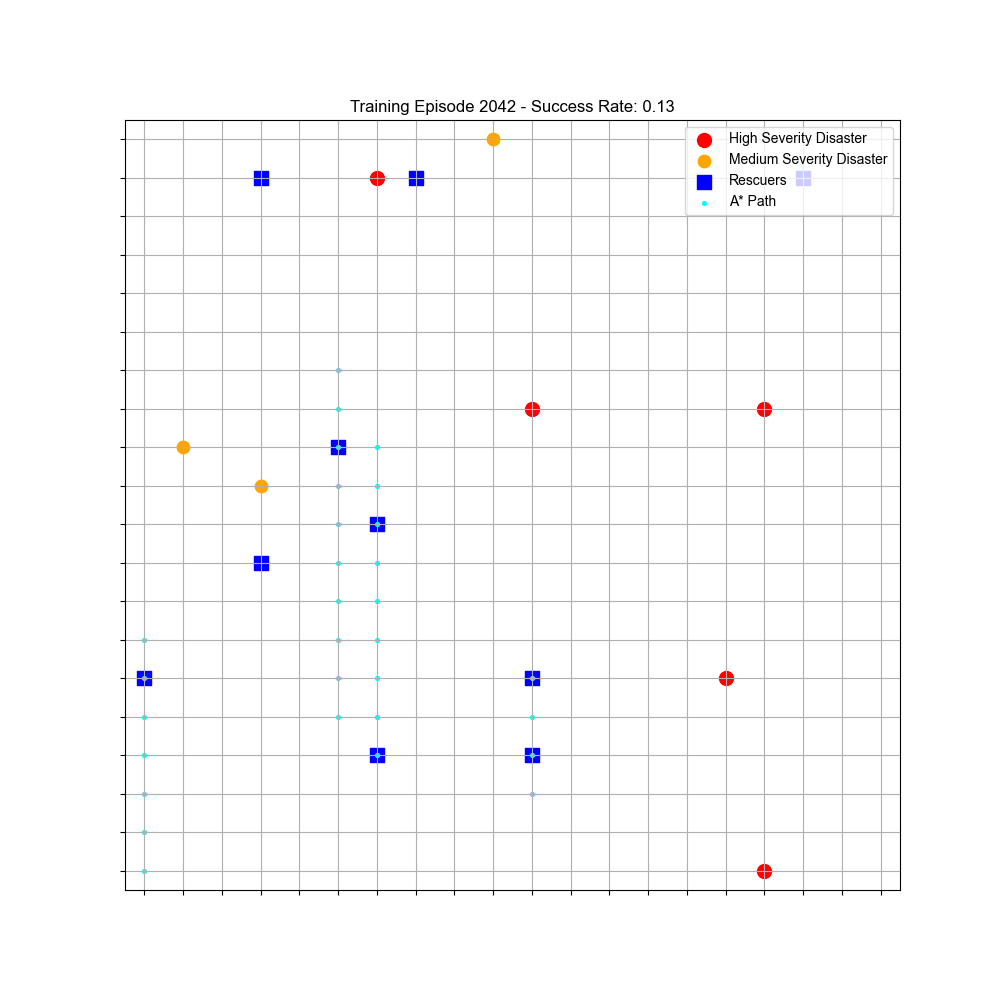 Training Episode 2042 - Success Rate: 0.13
High Severity Disaster
Medium Severity Disaster
Rescuers
A* Path